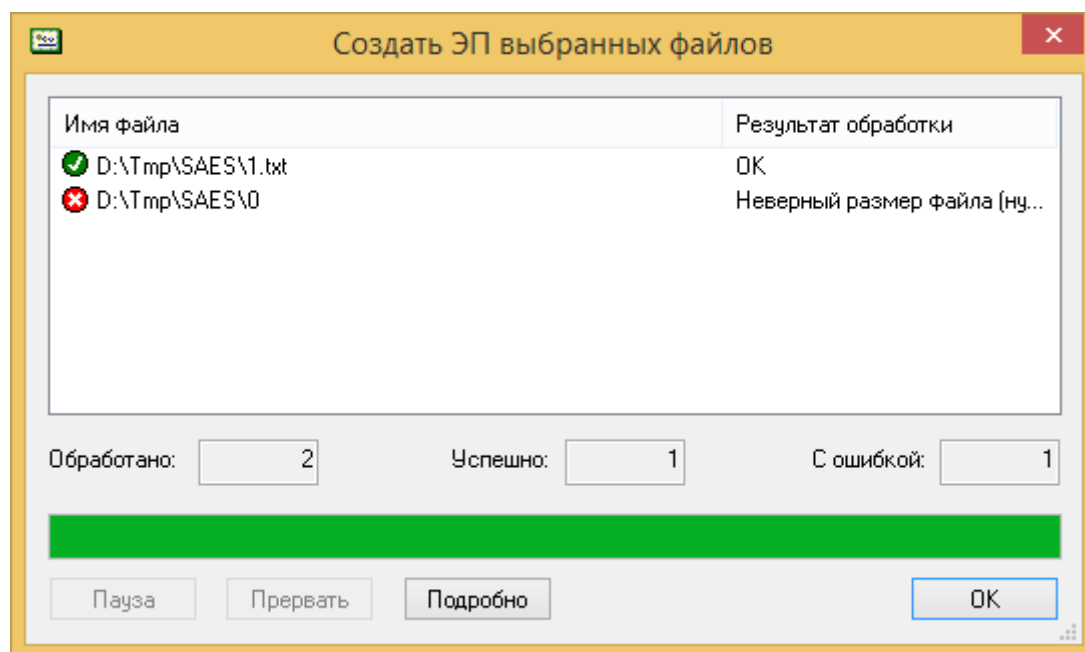 Создать ЭП выбранных файлов
Имя файла Результат обработки
D:\Tmp\SAES\1.txt OK
D:\Tmp\SAES\0 Неверный размер файла (ну...
Обработано: 2 Успешно: 1 С ошибкой: 1
Пауза Прервать Подробно OK